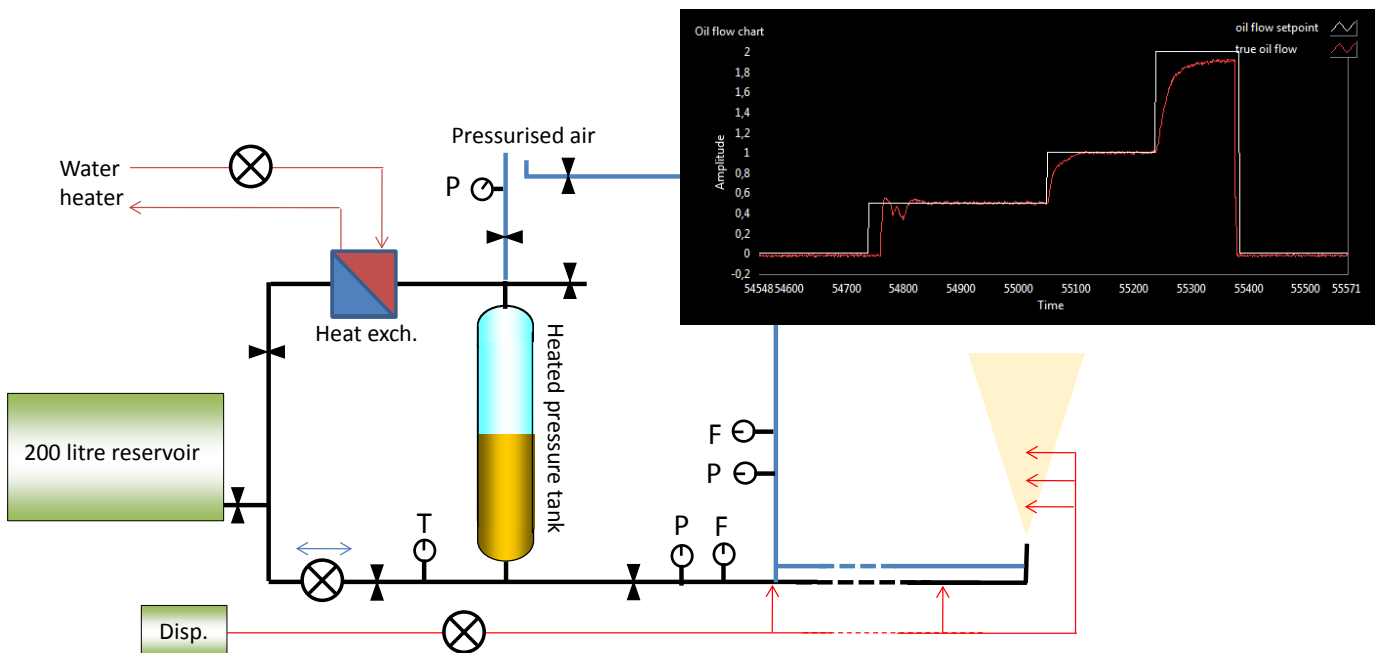 Oil flow chart
oil flow setpoint
true oil flow
2
1,8
1,6
1,4
1,2
1
0,8
0,6
0,4
0,2
0
-0,2
Amplitude
54548 54600 54700 54800 54900 55000 55100 55200 55300 55400 55500 55571
Time
Pressurised air
Water
heater
P
Heat exch.
Heated pressure tank
200 litre reservoir
F
P
T
P
F
Disp.